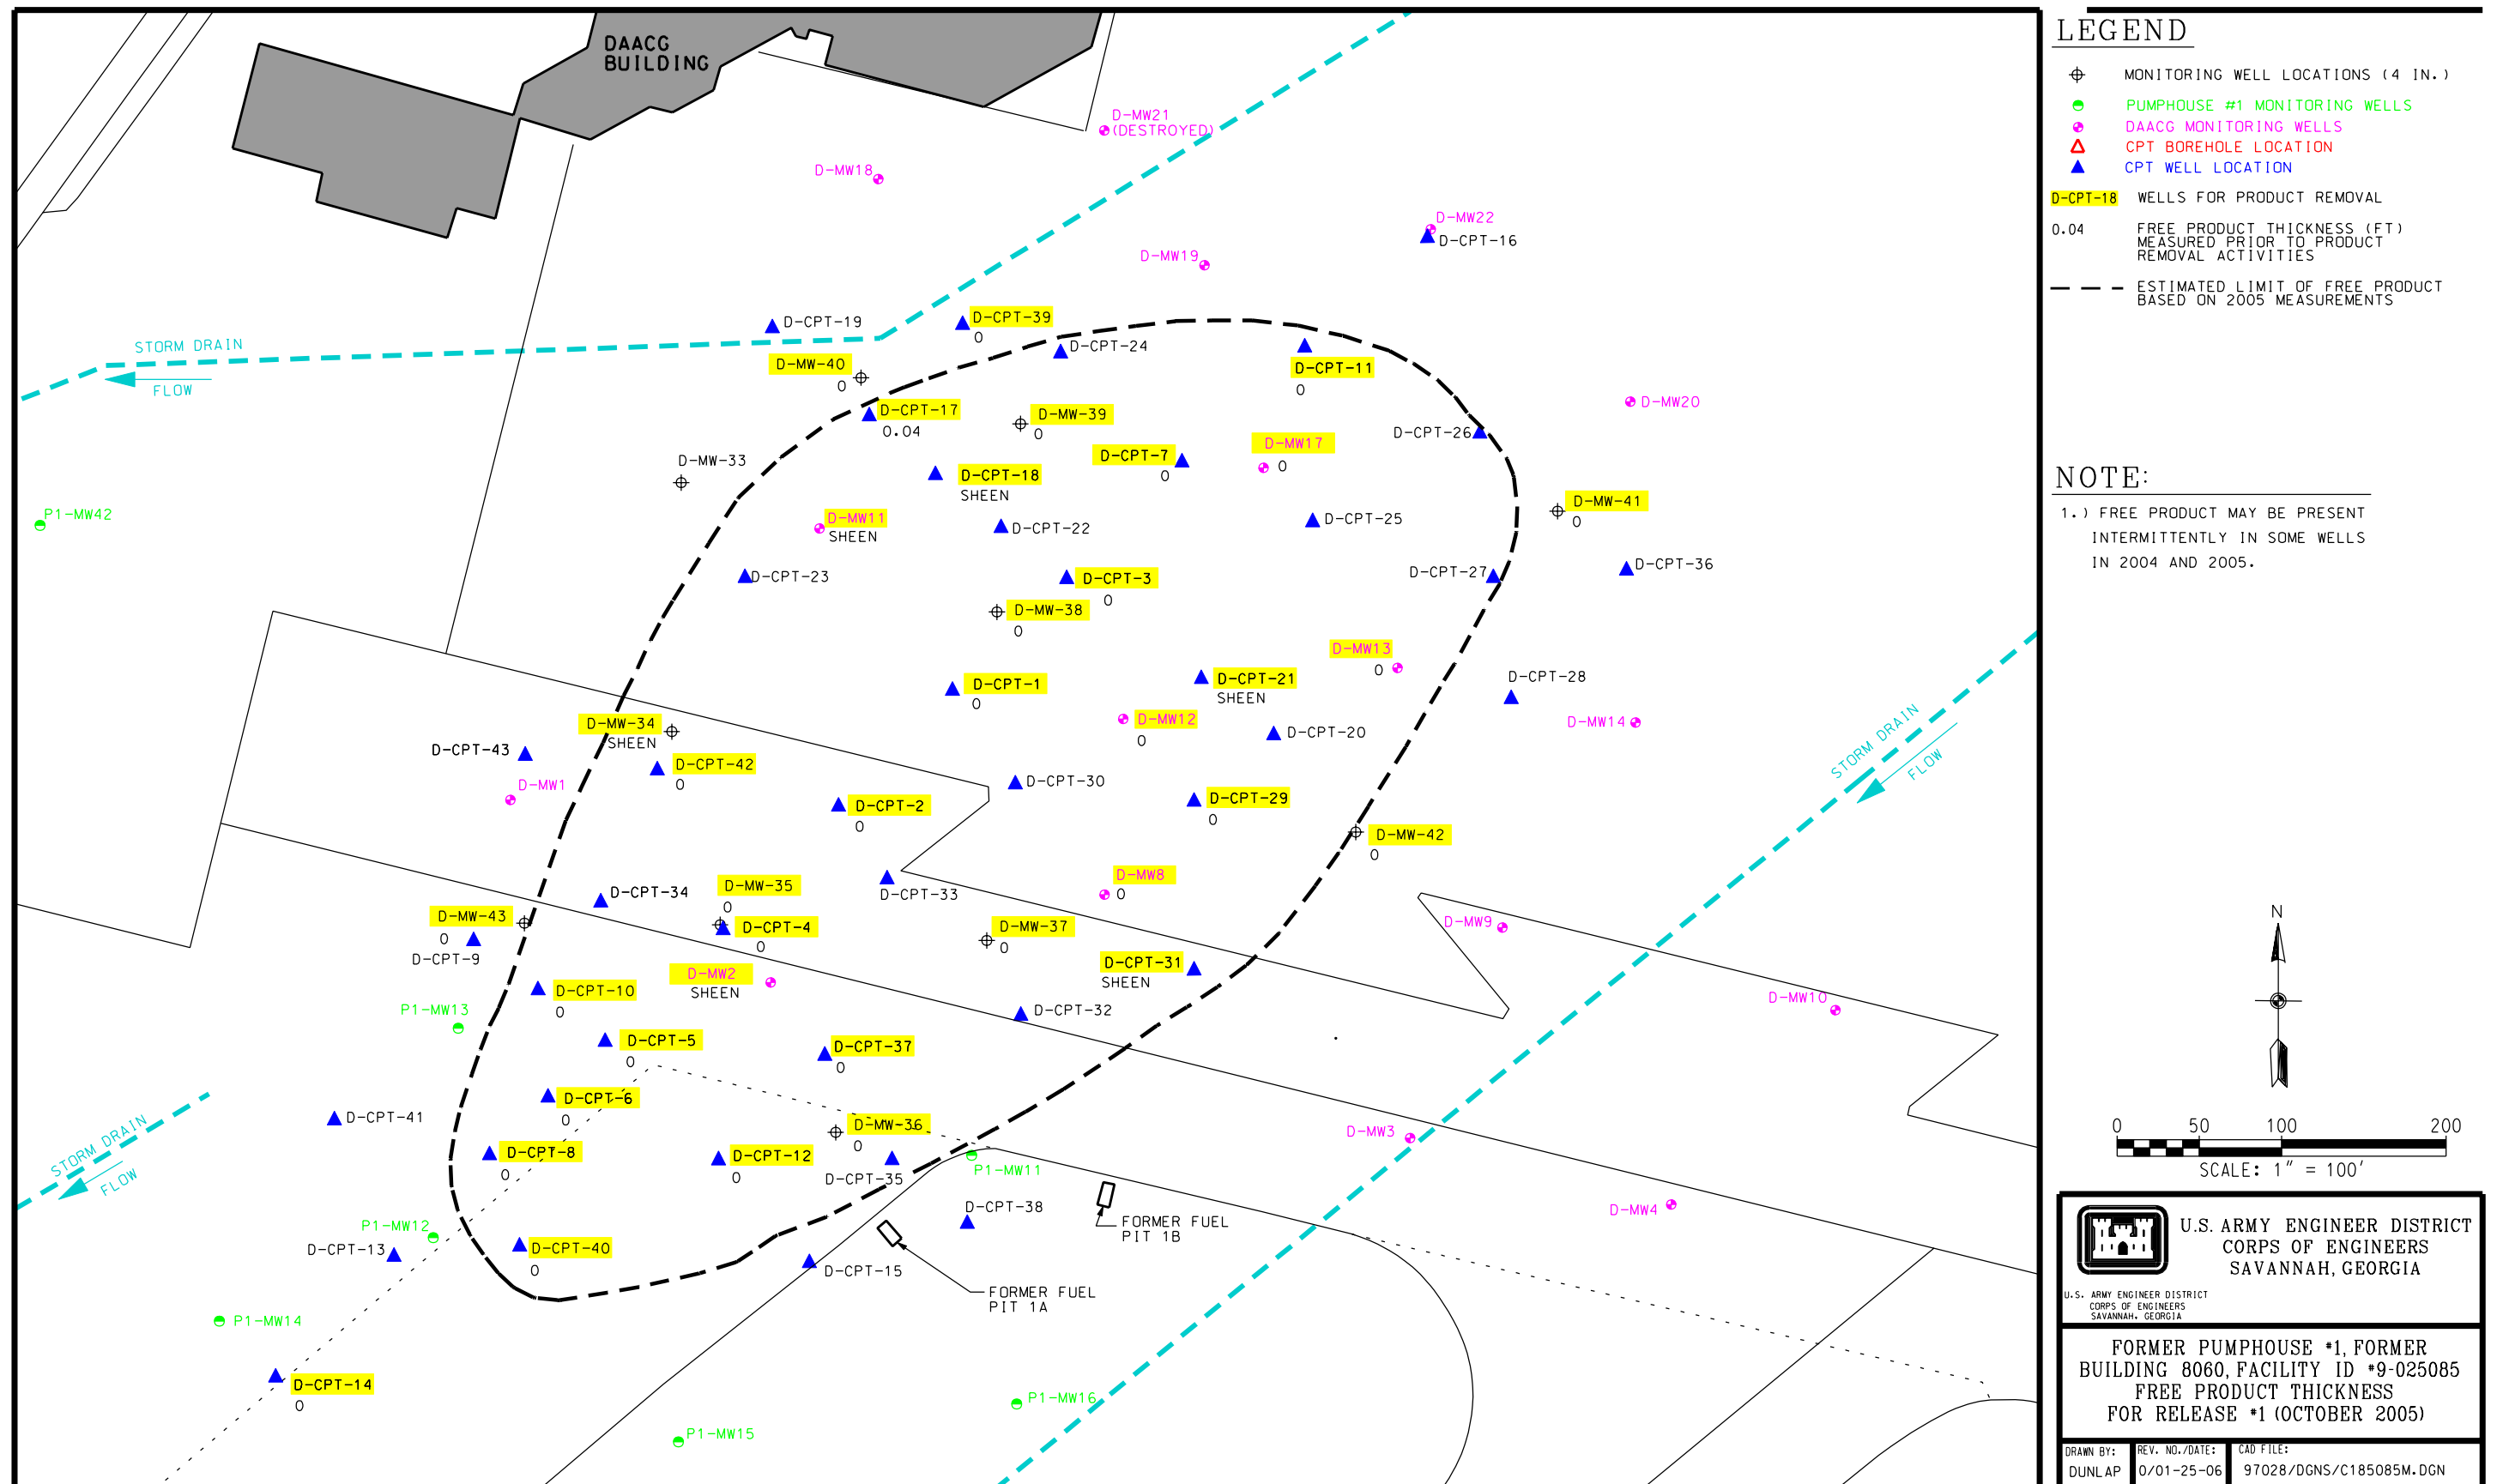 DAACG
BUILDING
D-MW21
(DESTROYED)
D-MW18
D-MW22
D-CPT-16
D-MW19
D-CPT-19
D-CPT-39
0
STORM DRAIN
FLOW
D-MW-40
0
D-CPT-24
D-CPT-11
0
D-CPT-17
0.04
D-MW-39
0
D-MW20
D-CPT-26
D-MW17
0
D-CPT-7
0
D-MW-33
D-CPT-18
SHEEN
D-MW-41
0
P1-MW42
D-MW11
SHEEN
D-CPT-22
D-CPT-25
D-CPT-23
D-CPT-3
0
D-CPT-27
D-CPT-36
D-MW-38
0
D-MW13
0
D-CPT-1
0
D-CPT-21
SHEEN
D-CPT-28
D-MW-34
SHEEN
D-MW12
0
D-CPT-20
D-MW14
STORM DRAIN
FLOW
D-CPT-43
D-CPT-42
0
D-MW1
D-CPT-30
D-CPT-2
0
D-CPT-29
0
D-MW-42
0
D-CPT-34
D-MW-35
0
D-CPT-33
D-MW8
0
D-MW-43
0
D-CPT-4
0
D-MW-37
0
D-MW9
D-CPT-9
D-MW2
SHEEN
D-CPT-31
SHEEN
D-CPT-10
0
D-MW10
P1-MW13
D-CPT-32
D-CPT-5
0
D-CPT-37
0
D-CPT-6
0
D-CPT-41
D-MW-36
0
D-MW3
STORM DRAIN
FLOW
D-CPT-8
0
D-CPT-12
0
D-CPT-35
P1-MW11
D-MW4
D-CPT-38
P1-MW12
FORMER FUEL
PIT 1B
D-CPT-13
D-CPT-40
0
D-CPT-15
FORMER FUEL
PIT 1A
P1-MW14
D-CPT-14
0
P1-MW16
P1-MW15
LEGEND
MONITORING WELL LOCATIONS (4 IN.)
PUMPHOUSE #1 MONITORING WELLS
DAACG MONITORING WELLS
CPT BOREHOLE LOCATION
CPT WELL LOCATION
D-CPT-18 WELLS FOR PRODUCT REMOVAL
0.04 FREE PRODUCT THICKNESS (FT)
MEASURED PRIOR TO PRODUCT
REMOVAL ACTIVITIES
ESTIMATED LIMIT OF FREE PRODUCT
BASED ON 2005 MEASUREMENTS
NOTE:
1.) FREE PRODUCT MAY BE PRESENT
INTERMITTENTLY IN SOME WELLS
IN 2004 AND 2005.
N
0 50 100 200
SCALE: 1" = 100'
U.S. ARMY ENGINEER DISTRICT
CORPS OF ENGINEERS
SAVANNAH, GEORGIA
U.S. ARMY ENGINEER DISTRICT
CORPS OF ENGINEERS
SAVANNAH, GEORGIA
FORMER PUMPHOUSE #1, FORMER
BUILDING 8060, FACILITY ID #9-025085
FREE PRODUCT THICKNESS
FOR RELEASE #1 (OCTOBER 2005)
DRAWN BY: REV. NO./DATE: CAD FILE:
DUNLAP 0/01-25-06 97028/DGNS/C185085M.DGN